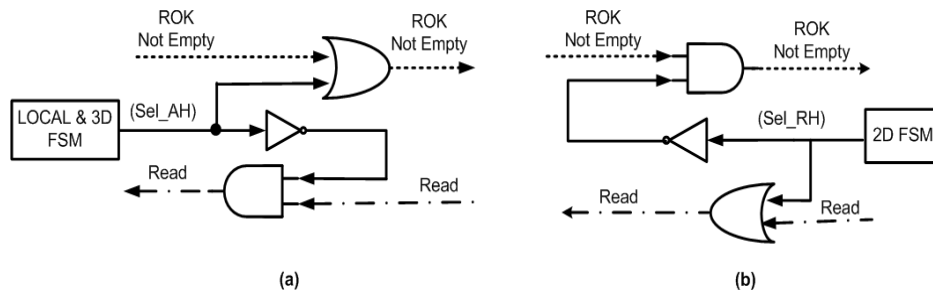 ROK
Not Empty
ROK
Not Empty
LOCAL & 3D
FSM
(Sel_AH)
Read
Read
(a)
ROK
Not Empty
ROK
Not Empty
(Sel_RH)
2D FSM
Read
Read
(b)